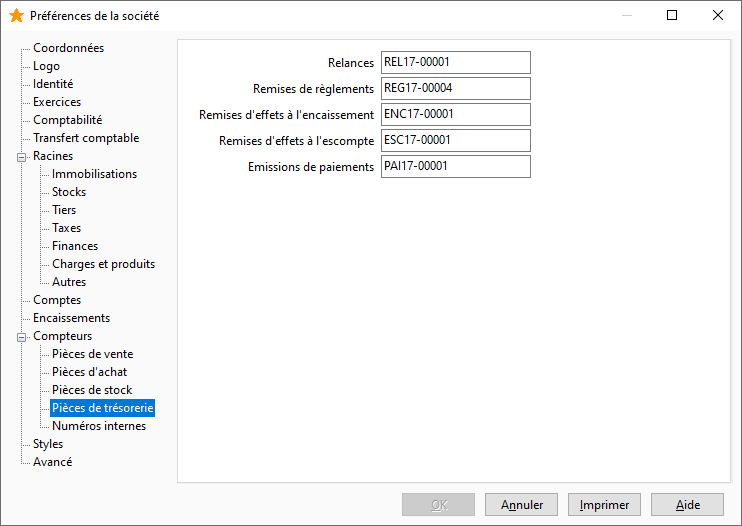 Préférences de la société
Coordonnées
Logo
Identité
Exercices
Comptabilité
Transfert comptable
Racines
Immobilisations
Stocks
Tiers
Taxes
Finances
Charges et produits
Autres
Comptes
Encaissements
Compteurs
Pièces de vente
Pièces d'achat
Pièces de stock
Pièces de trésorerie
Numéros internes
Styles
Avancé
Relances REL17-00001
Remises de règlements REG17-00004
Remises d'effets à l'encaissement ENC17-00001
Remises d'effets à l'escompte ESC17-00001
Emissions de paiements PAI17-00001
OK Annuler Imprimer Aide